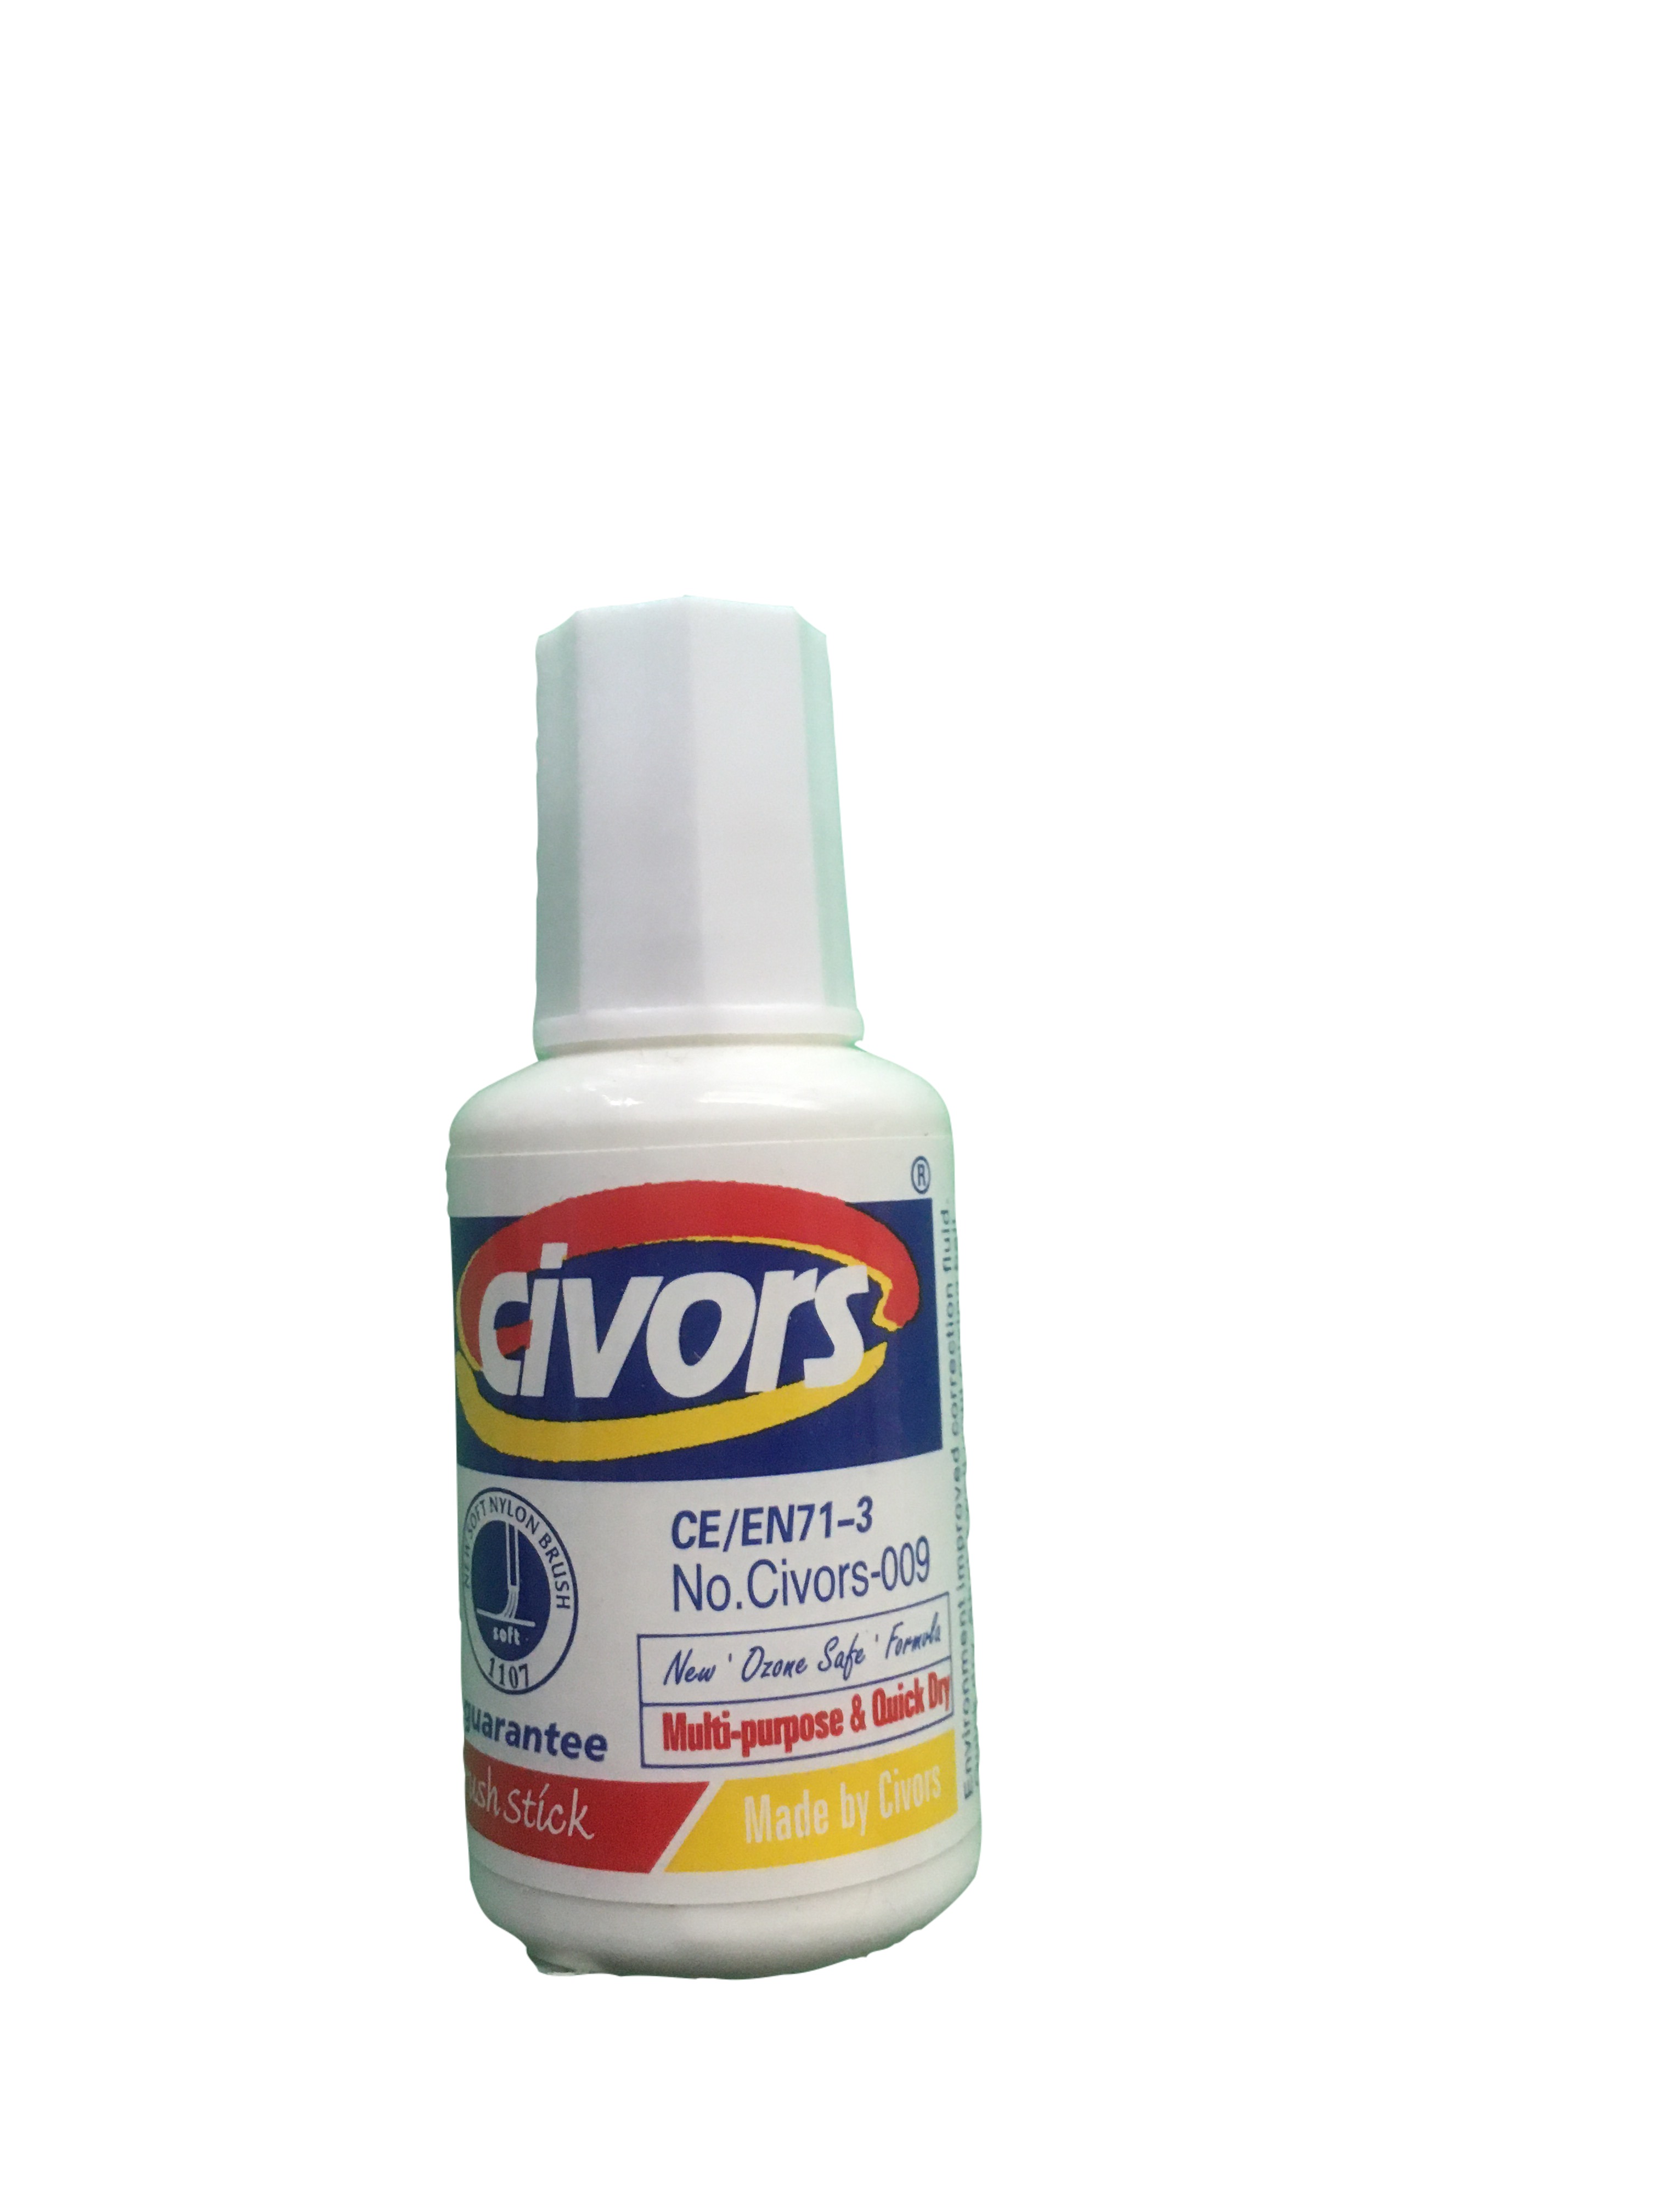 ®
civors
NEW SOFT NYLON BRUSH
soft
1107
CE/EN71-3
No.Civors-009
New 'Ozone Safe' Formula
Multi-purpose & Quick Dry
guarantee
stick
Made by Civors
Environment improved correction fluid.